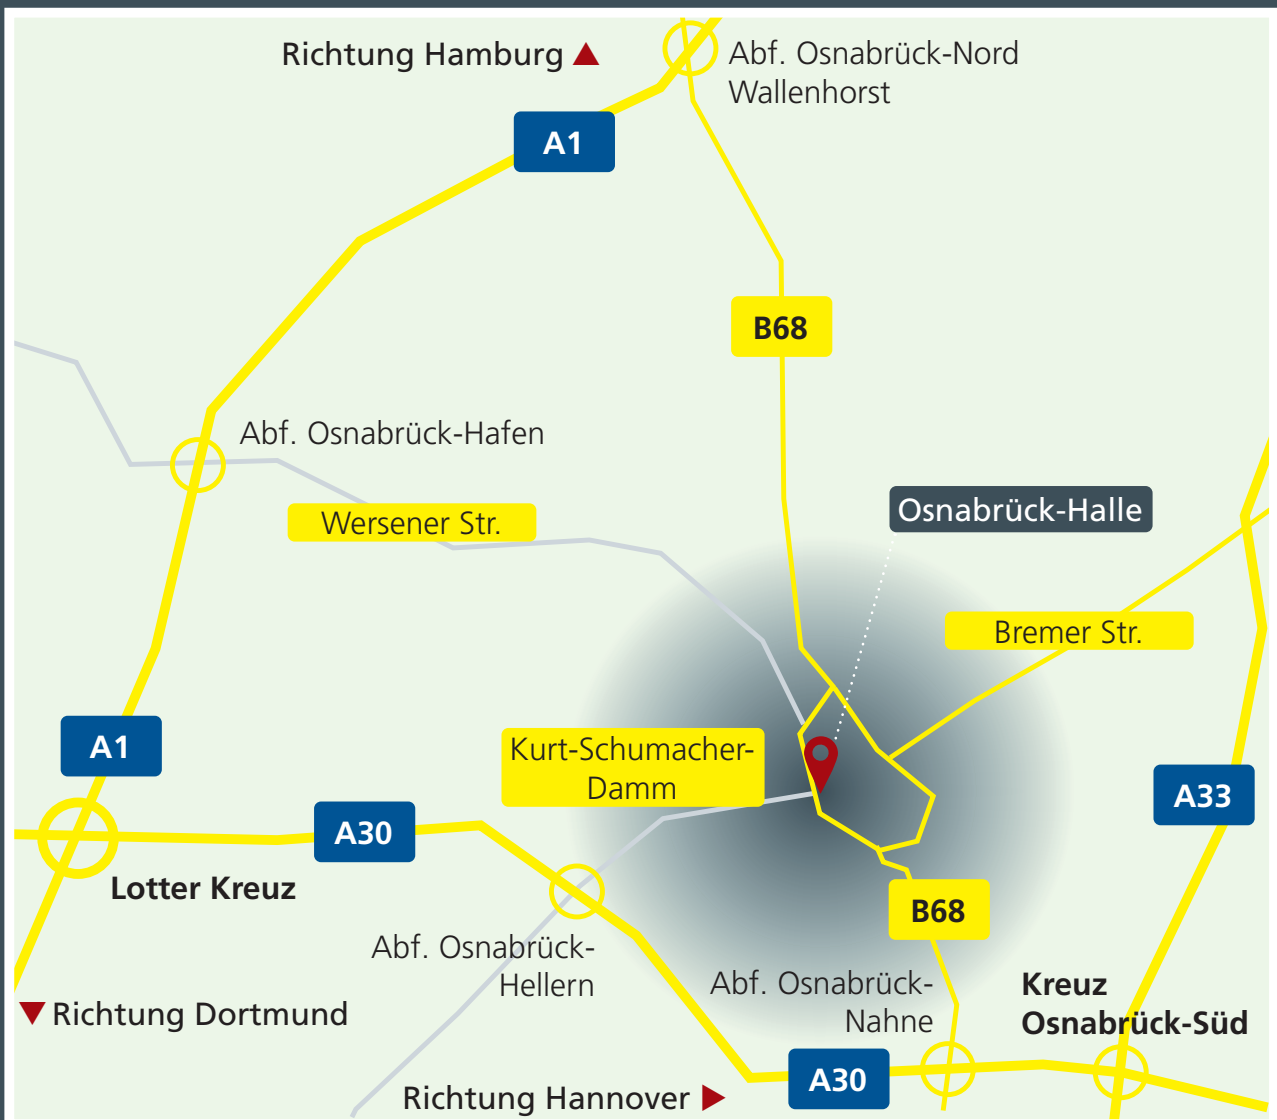 Richtung Hamburg
Abf. Osnabrück-Nord
Wallenhorst
A1
B68
Abf. Osnabrück-Hafen
Wersener Str.
Osnabrück-Halle
Bremer Str.
A1
Kurt-Schumacher-
Damm
A33
A30
Lotter Kreuz
B68
Abf. Osnabrück-
Hellern
Abf. Osnabrück-
Nahne
Kreuz
Osnabrück-Süd
Richtung Dortmund
A30
Richtung Hannover